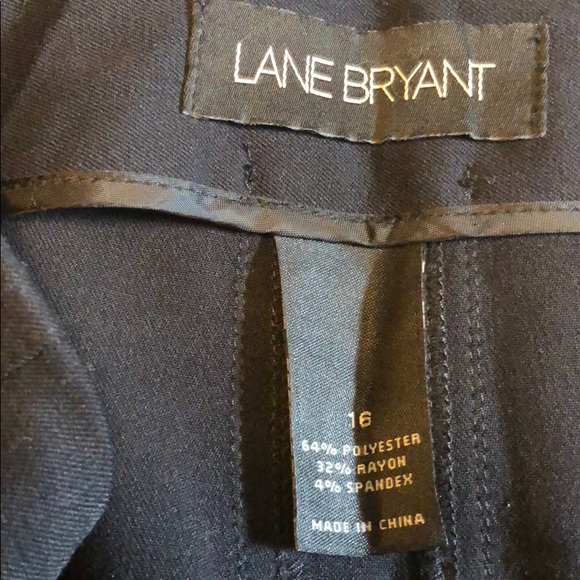 LANE BRYANT
16
64% POLYESTER
32% RAYON
4% SPANDEX
MADE IN CHINA